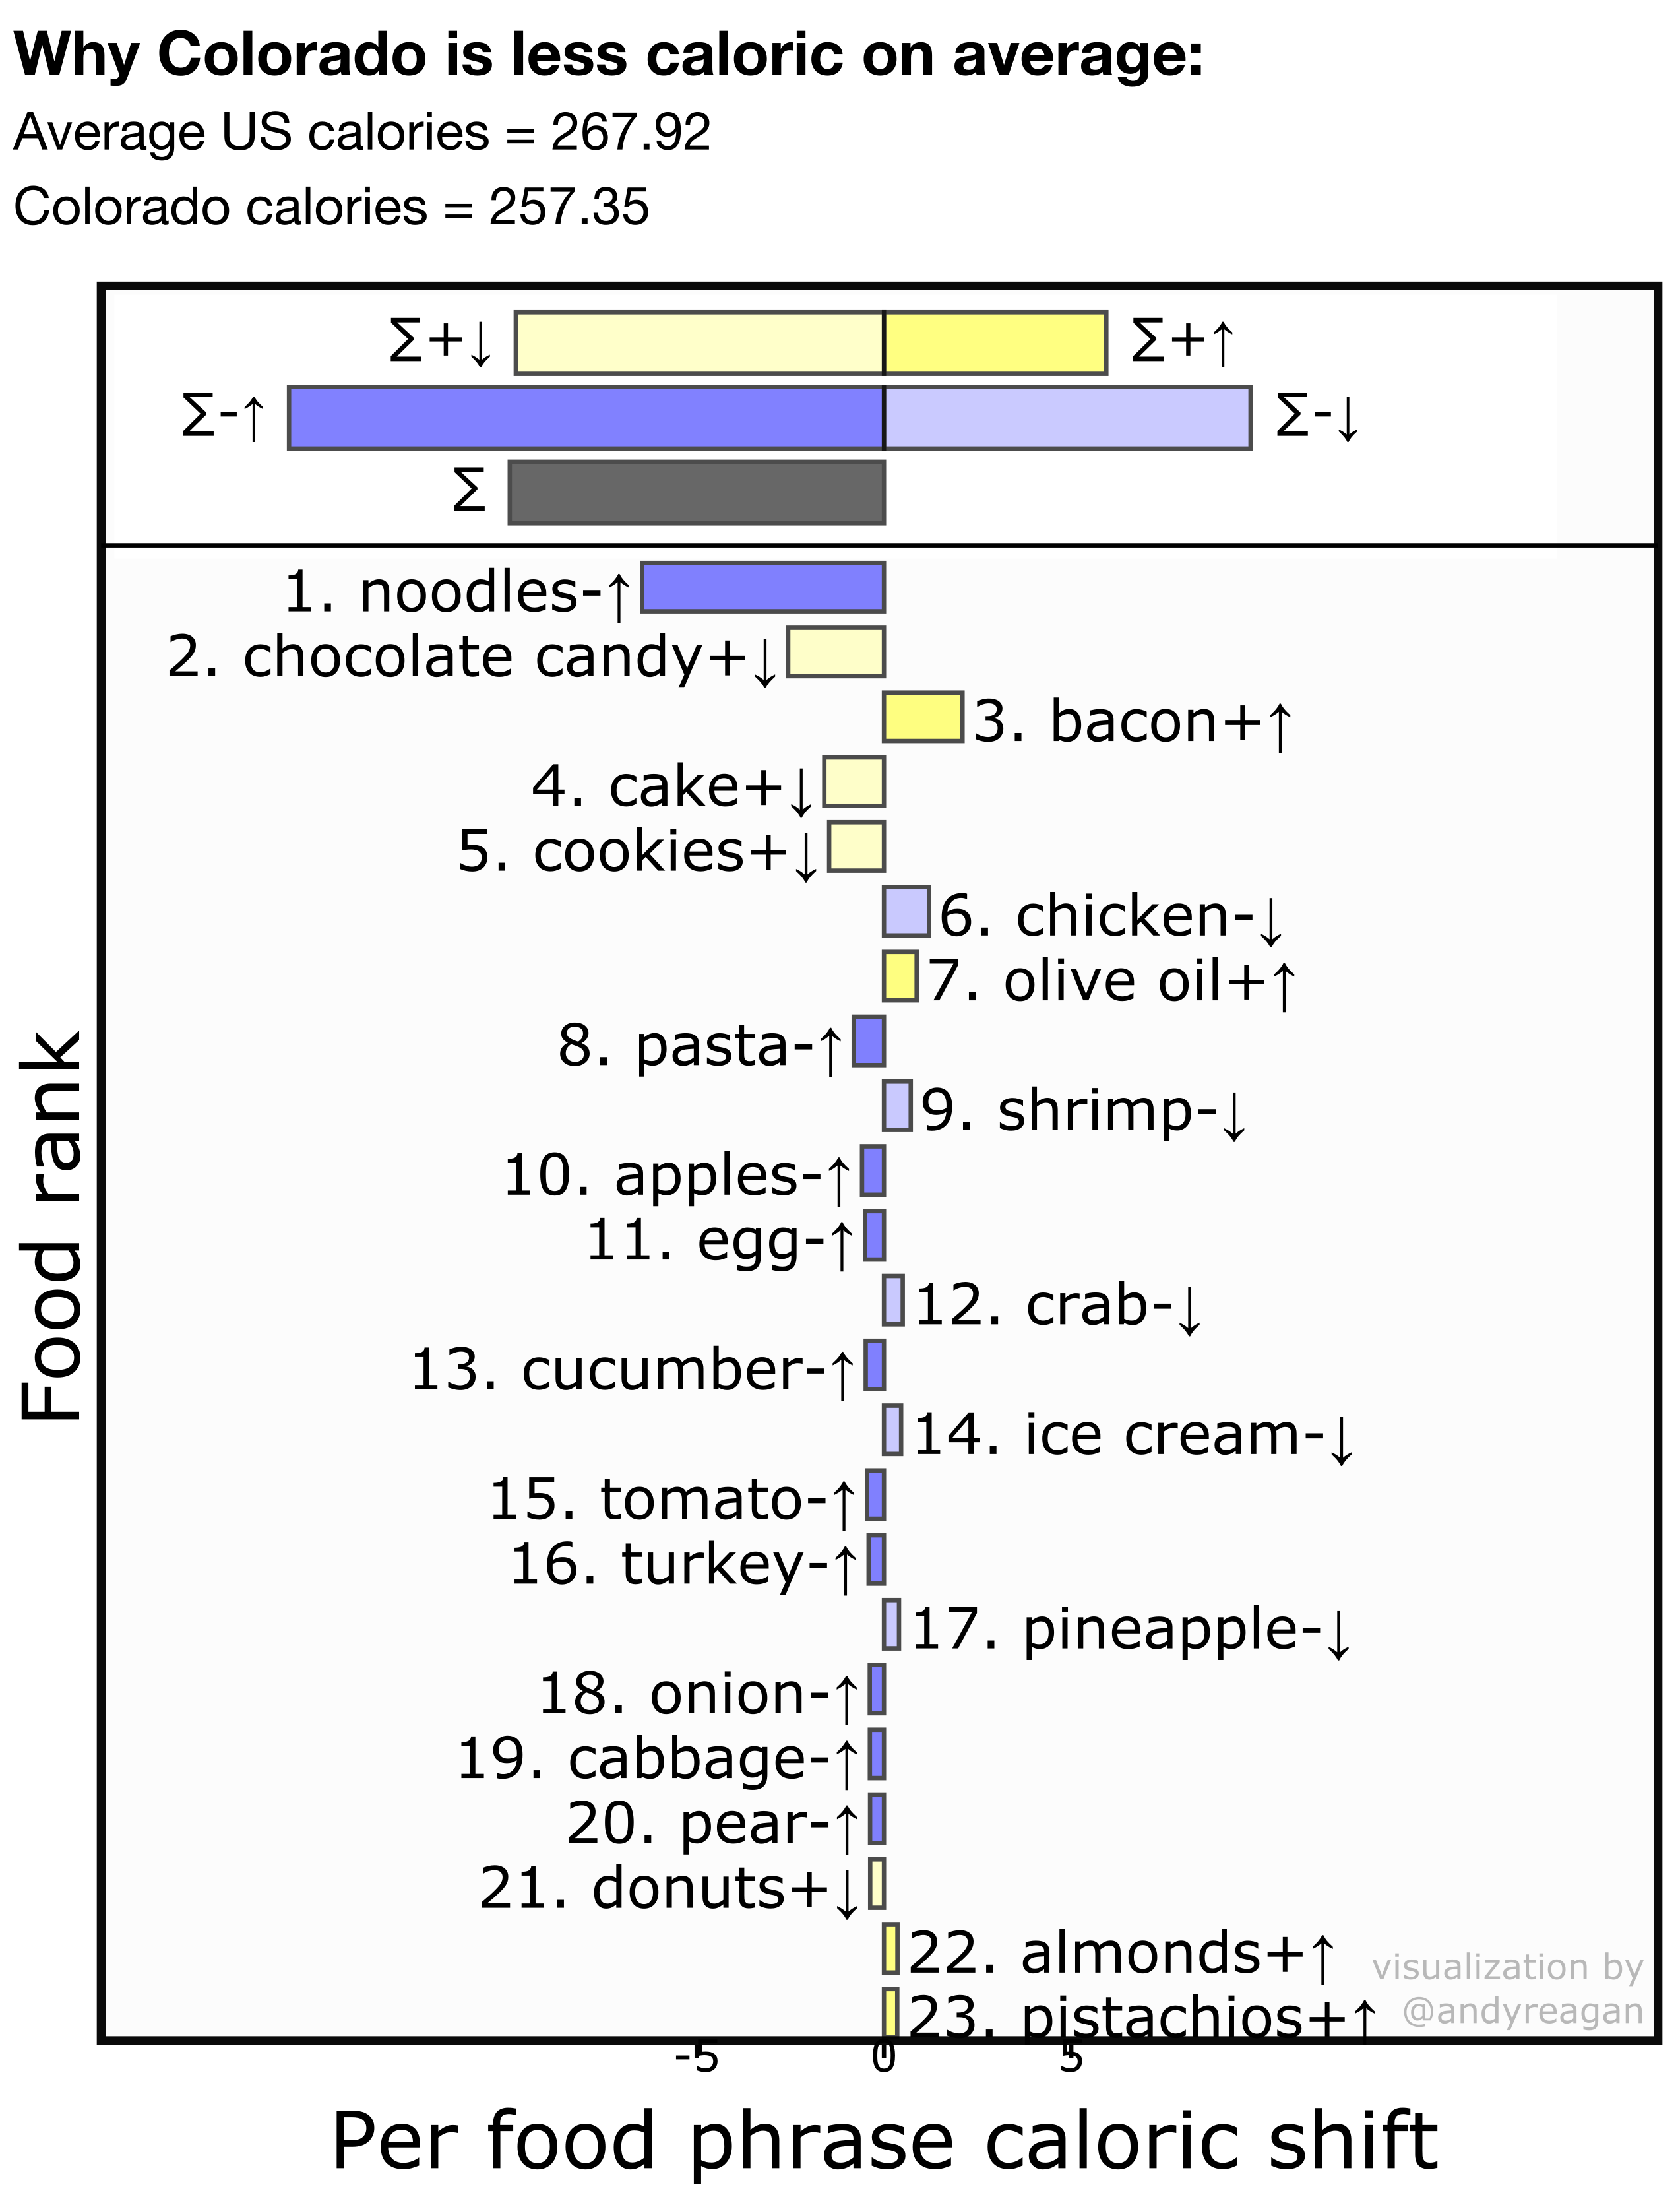 Why Colorado is less caloric on average:
Average US calories = 267.92
Colorado calories = 257.35
∑+↓
∑+↑
∑-↑
∑-↓
∑
1. noodles-↑
2. chocolate candy+↓
3. bacon+↑
4. cake+↓
5. cookies+↓
6. chicken-↓
7. olive oil+↑
8. pasta-↑
9. shrimp-↓
10. apples-↑
11. egg-↑
12. crab-↓
13. cucumber-↑
14. ice cream-↓
15. tomato-↑
16. turkey-↑
17. pineapple-↓
18. onion-↑
19. cabbage-↑
20. pear-↑
21. donuts+↓
22. almonds+↑
23. pistachios+↑
visualization by
@andyreagan
Food rank
-5 0 5
Per food phrase caloric shift